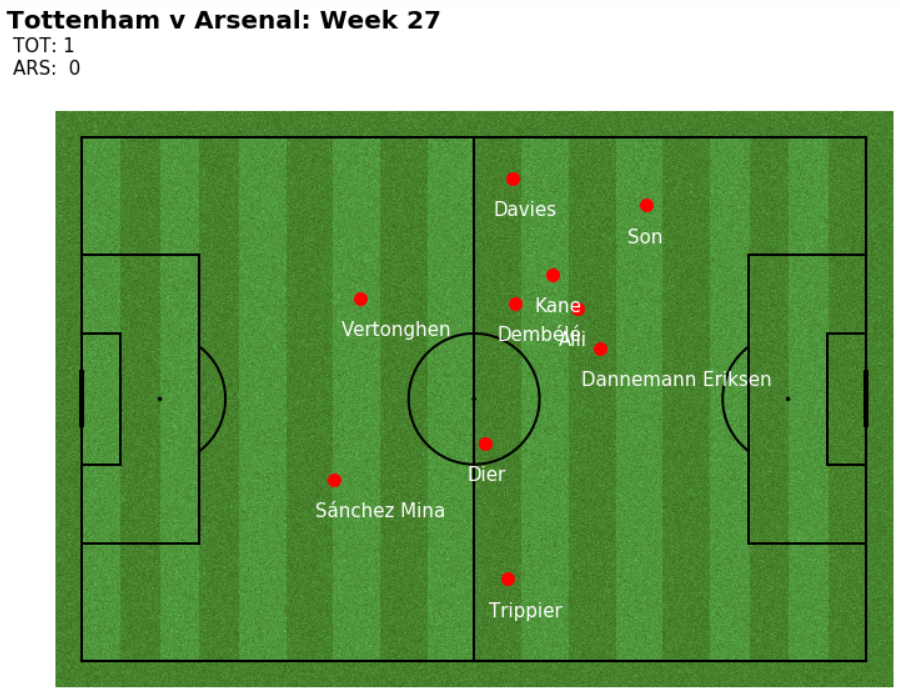 Tottenham v Arsenal: Week 27
TOT: 1
ARS: 0
Davies
Son
Kane
Vertonghen
Dembélé
Alli
Dannemann Eriksen
Dier
Sánchez Mina
Trippier